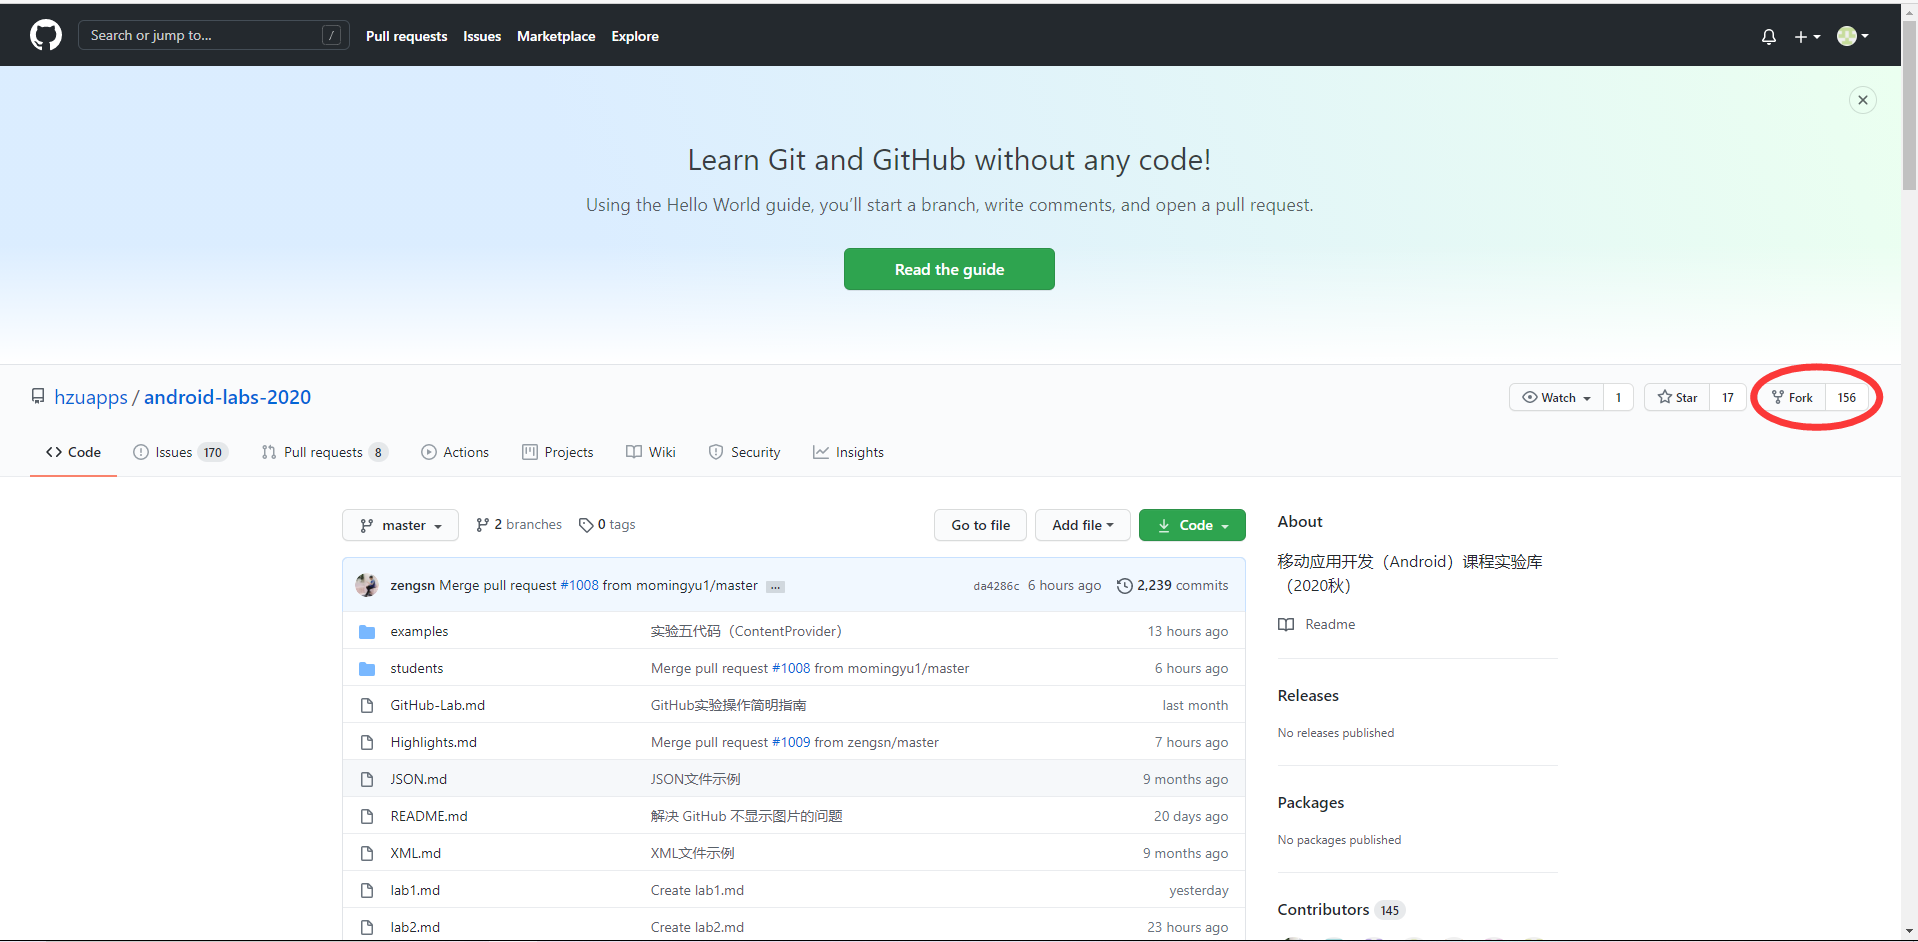 Search or jump to... / Pull requests Issues Marketplace Explore
Learn Git and GitHub without any code!
Using the Hello World guide, you’ll start a branch, write comments, and open a pull request.
Read the guide
hzuapps / android-labs-2020 Watch 1 Star 17 Fork 156
Code Issues 170 Pull requests 8 Actions Projects Wiki Security Insights
master 2 branches 0 tags Go to file Add file Code
zengsn Merge pull request #1008 from momingyu1/master ... da4286c 6 hours ago 2,239 commits
examples 实验五代码（ContentProvider） 13 hours ago
students Merge pull request #1008 from momingyu1/master 6 hours ago
GitHub-Lab.md GitHub实验操作简明指南 last month
Highlights.md Merge pull request #1009 from zengsn/master 7 hours ago
JSON.md JSON文件示例 9 months ago
README.md 解决 GitHub 不显示图片的问题 20 days ago
XML.md XML文件示例 9 months ago
lab1.md Create lab1.md yesterday
lab2.md Create lab2.md 23 hours ago
About
移动应用开发（Android）课程实验库
（2020秋）
Readme
Releases
No releases published
Packages
No packages published
Contributors 145